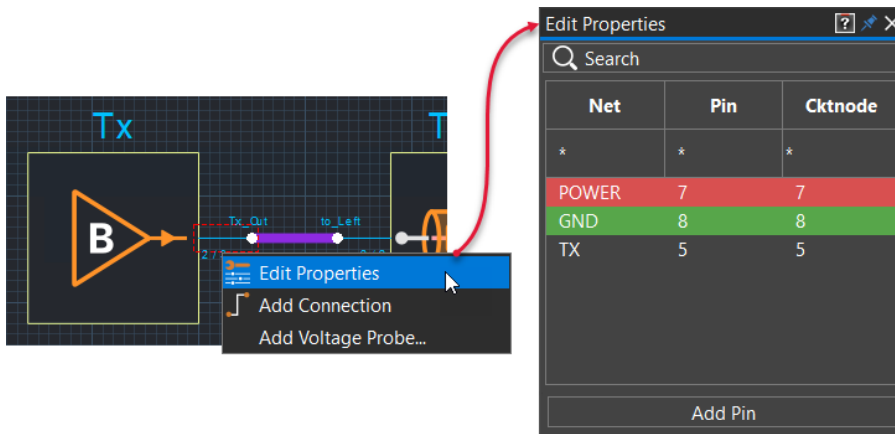 Tx
T
B
Tx_Out
to_Left
Edit Properties
Add Connection
Add Voltage Probe...
Edit Properties
?
Search
Net Pin Cktnode
* * *
POWER 7 7
GND 8 8
TX 5 5
Add Pin